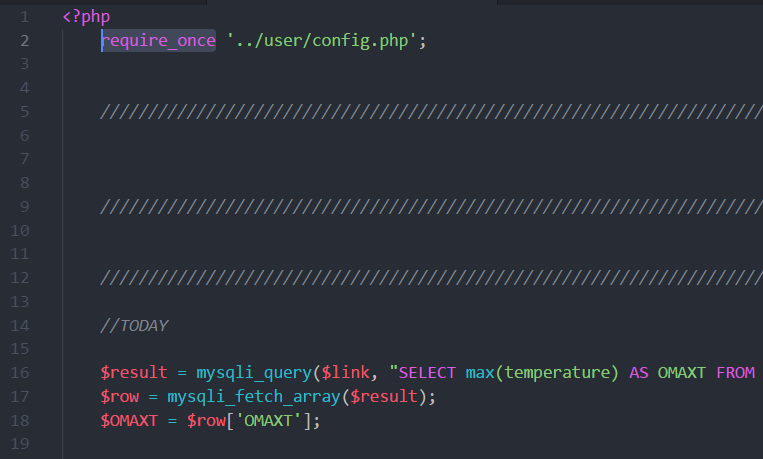 1 <?php
2 require_once '../user/config.php';
3
4
5 /////////////////////////////////////////////////////////////////////
6
7
8
9 /////////////////////////////////////////////////////////////////////
10
11
12 /////////////////////////////////////////////////////////////////////
13
14 //TODAY
15
16 $result = mysqli_query($link, "SELECT max(temperature) AS OMAXT FROM
17 $row = mysqli_fetch_array($result);
18 $OMAXT = $row['OMAXT'];
19